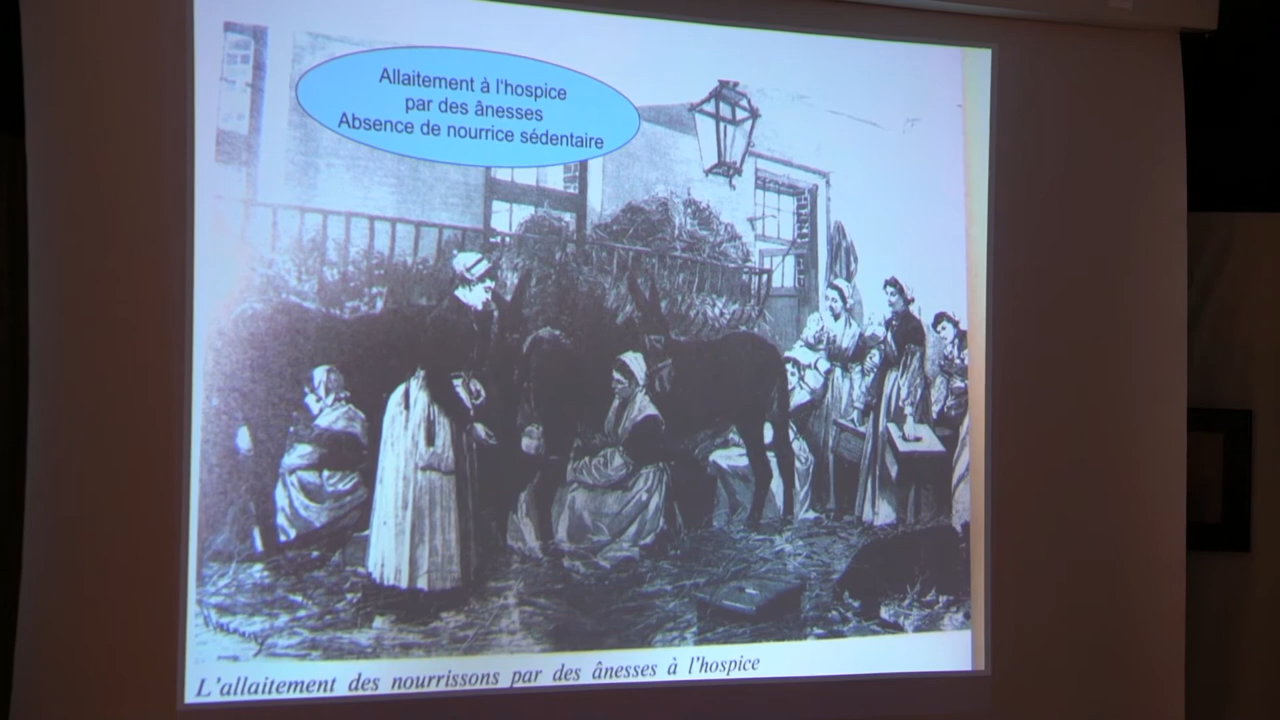 Allaitement à l'hospice
par des ânesses
Absence de nourrice sédentaire
L'allaitement des nourrissons par des ânesses à l'hospice